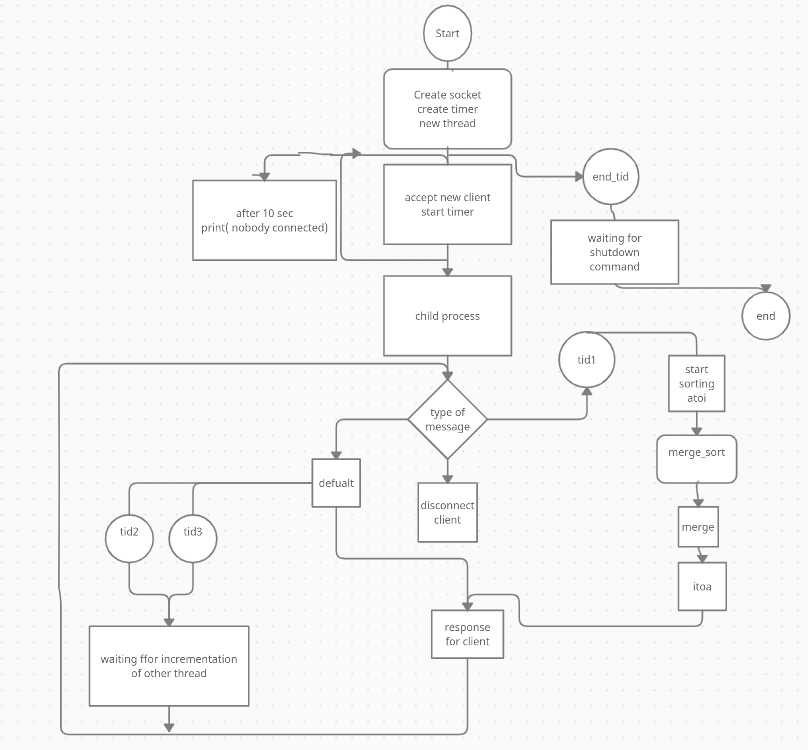 Start
Create socket
create timer
new thread
after 10 sec
print( nobody connected)
accept new client
start timer
end_tid
waiting for
shutdown
command
end
child process
tid1
start
sorting
atoi
type of
message
merge_sort
defualt
disconnect
client
tid2
tid3
merge
itoa
response
for client
waiting ffor incrementation
of other thread